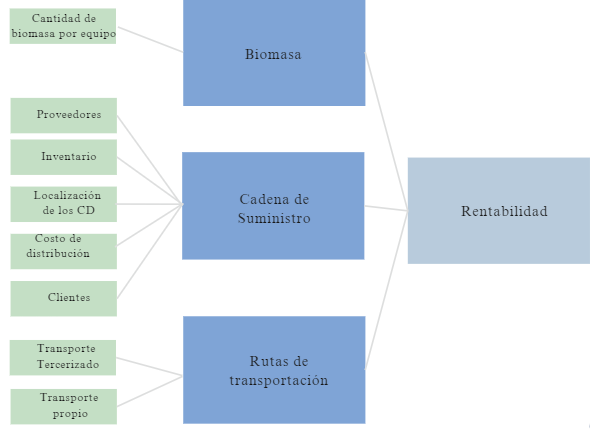 Cantidad de
biomasa por equipo
Biomasa
Proveedores
Inventario
Localización
de los CD
Costo de
distribución
Clientes
Cadena de
Suministro
Rentabilidad
Transporte
Tercerizado
Transporte
propio
Rutas de
transportación